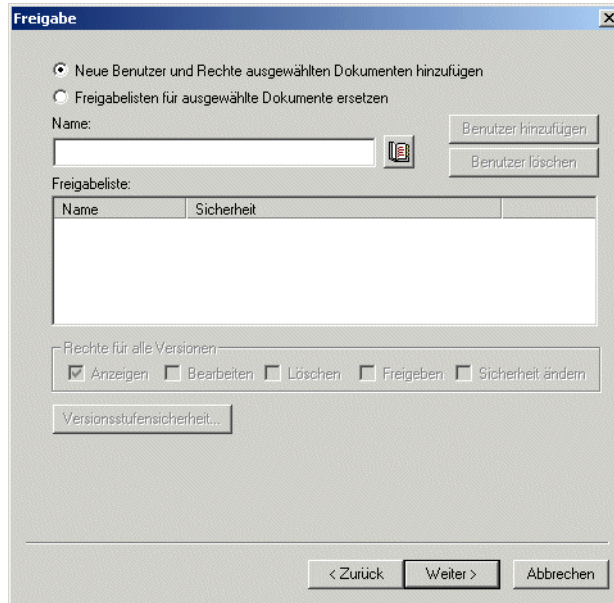 Freigabe
Neue Benutzer und Rechte ausgewählten Dokumenten hinzufügen
Freigabelisten für ausgewählte Dokumente ersetzen
Name:
Benutzer hinzufügen
Benutzer löschen
Freigabeliste:
Name Sicherheit
Rechte für alle Versionen
Anzeigen Bearbeiten Löschen Freigeben Sicherheit ändern
Versionsstufensicherheit...
< Zurück Weiter > Abbrechen